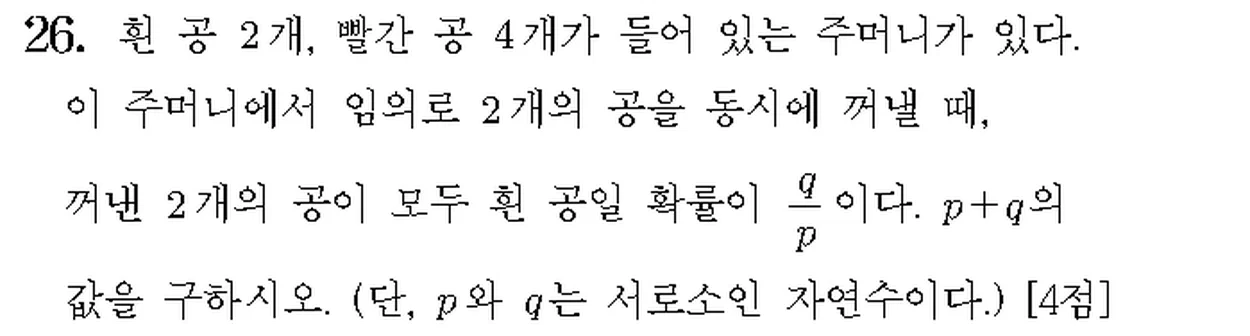 26. 흰 공 2개, 빨간 공 4개가 들어 있는 주머니가 있다.
이 주머니에서 임의로 2개의 공을 동시에 꺼낼 때,
꺼낸 2개의 공이 모두 흰 공일 확률이 q/p 이다. p+q의
값을 구하시오. (단, p와 q는 서로소인 자연수이다.) [4점]